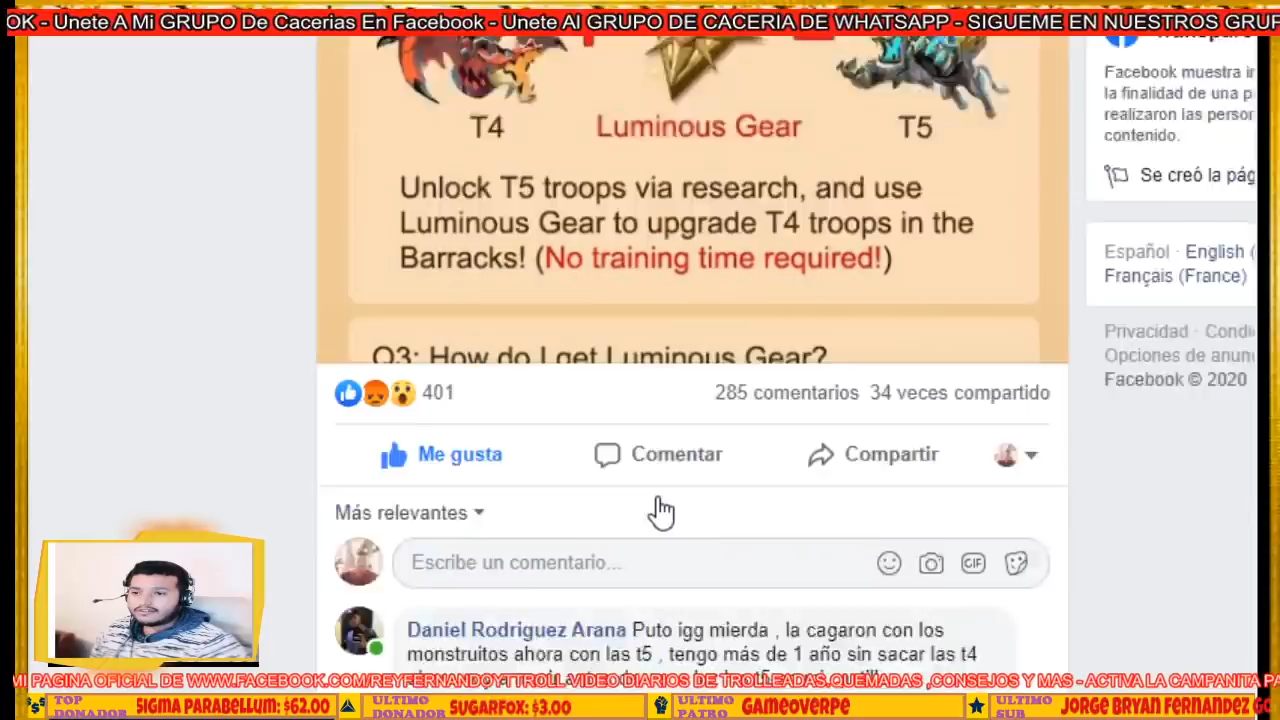 OK - Unete A Mi GRUPO De Cacerias En Facebook - Unete Al GRUPO DE CACERIA DE WHATSAPP - SIGUEME EN NUESTROS GRUP
T4
Luminous Gear
T5
Unlock T5 troops via research, and use
Luminous Gear to upgrade T4 troops in the
Barracks! (No training time required!)
Q3: How do I get Luminous Gear?
401
285 comentarios
34 veces compartido
Me gusta
Comentar
Compartir
Más relevantes
Escribe un comentario...
GIF
Daniel Rodriguez Arana Puto igg mierda , la cagaron con los
monstruitos ahora con las t5 , tengo más de 1 año sin sacar las t4
Facebook muestra in
la finalidad de una p
realizaron las person
contenido.
Se creó la pág
Español · English (
Français (France)
Privacidad · Condi
Opciones de anun
Facebook © 2020
MI PAGINA OFICIAL DE WWW.FACEBOOK.COM/REYFERNANDOYTTROLL.VIDEO DIARIOS DE TROLLEADAS,QUEMADAS ,CONSEJOS Y MAS - ACTIVA LA CAMPANITA PA
TOP DONADOR
SIGMA PARABELLUM: $62.00
ULTIMO DONADOR
SUGARFOX: $3.00
ULTIMO PATRO
GAMEOVERPE
ULTIMO SUB
JORGE BRYAN FERNANDEZ GO